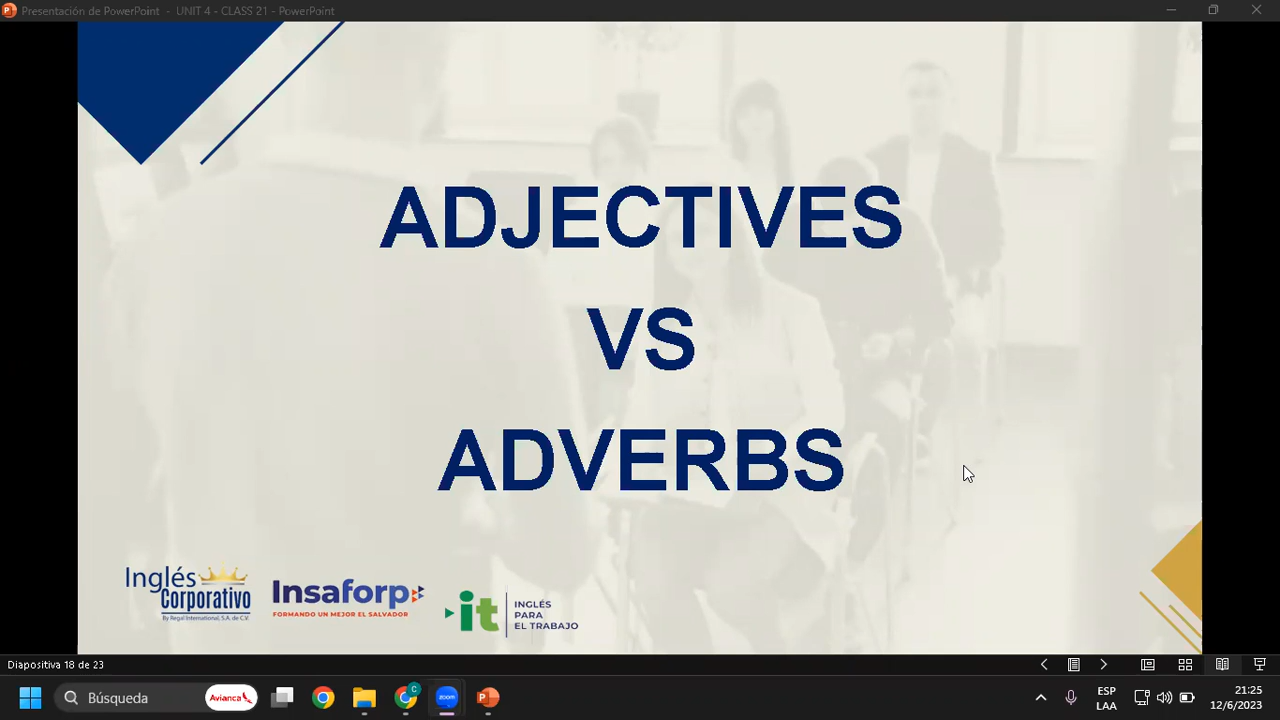 Presentación de PowerPoint - UNIT 4 - CLASS 21 - PowerPoint
ADJECTIVES
VS
ADVERBS
Inglés
Corporativo
By Regal International, S.A. de C.V.
Insaforp
FORMANDO UN MEJOR EL SALVADOR
it
INGLÉS
PARA
EL TRABAJO
Diapositiva 18 de 23
Búsqueda
Avianca
C
zoom
ESP
LAA
21:25
12/6/2023